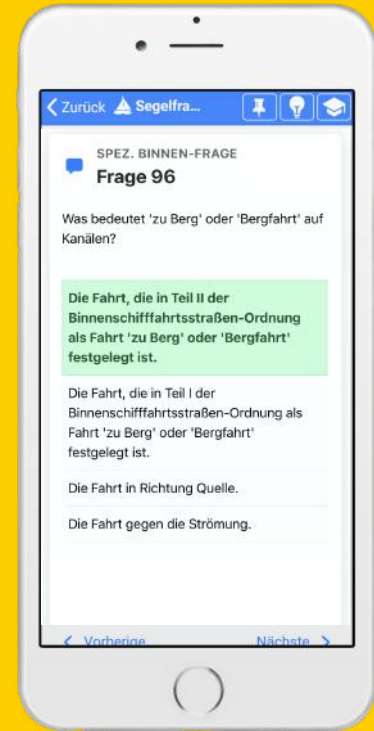 Zurück Segelfra...
SPEZ. BINNEN-FRAGE
Frage 96
Was bedeutet 'zu Berg' oder 'Bergfahrt' auf
Kanälen?
Die Fahrt, die in Teil II der
Binnenschifffahrtsstraßen-Ordnung
als Fahrt 'zu Berg' oder 'Bergfahrt'
festgelegt ist.
Die Fahrt, die in Teil I der
Binnenschifffahrtsstraßen-Ordnung als
Fahrt 'zu Berg' oder 'Bergfahrt'
festgelegt ist.
Die Fahrt in Richtung Quelle.
Die Fahrt gegen die Strömung.
Vorherige Nächste